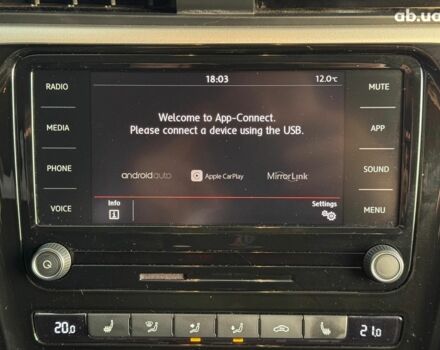 ab.ua
RADIO
MEDIA
PHONE
VOICE
18:03
12.0°C
Welcome to App-Connect.
Please connect a device using the USB.
androidauto
Apple CarPlay
MirrorLink
Info
Settings
MUTE
APP
SOUND
MENU
20.0
21.0